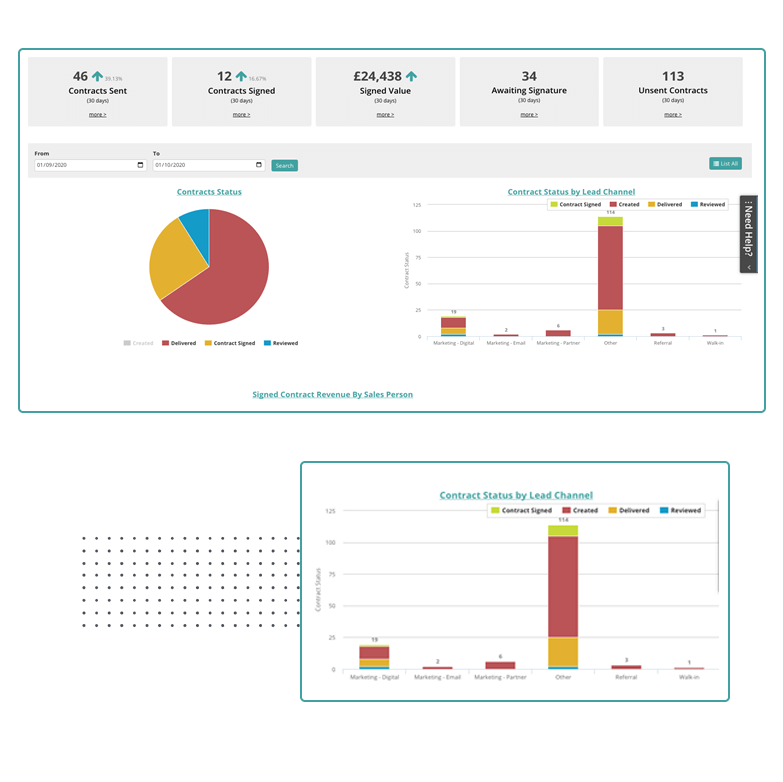 46 39.13%
Contracts Sent
(30 days)
more >
12 16.67%
Contracts Signed
(30 days)
more >
£24,438
Signed Value
(30 days)
more >
34
Awaiting Signature
(30 days)
more >
113
Unsent Contracts
(30 days)
more >
From To
01/09/2020 01/10/2020 Search List All
Contracts Status
Created Delivered Contract Signed Reviewed
Contract Status by Lead Channel
Contract Signed Created Delivered Reviewed
125
100
75
50
25
0
Contract Status
19 2 6 114 3 1
Marketing - Digital Marketing - Email Marketing - Partner Other Referral Walk-in
Need Help?
Signed Contract Revenue By Sales Person
Contract Status by Lead Channel
Contract Signed Created Delivered Reviewed
125
100
75
50
25
0
Contract Status
19 2 6 114 3 1
Marketing - Digital Marketing - Email Marketing - Partner Other Referral Walk-in